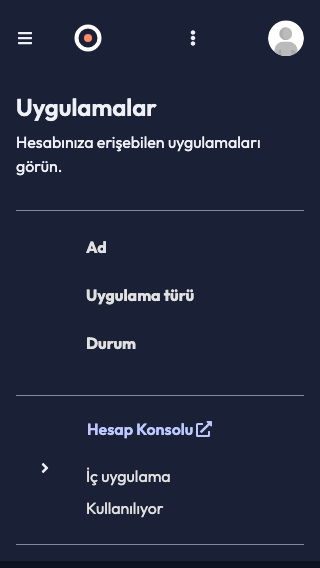 Uygulamalar
Hesabınıza erişebilen uygulamaları
görün.
Ad
Uygulama türü
Durum
Hesap Konsolu
İç uygulama
Kullanılıyor